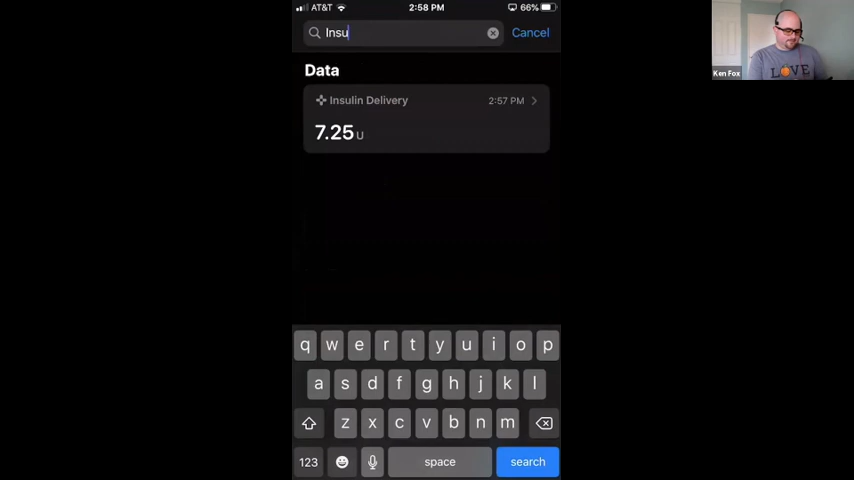 AT&T 2:58 PM 66%
Insu Cancel
Data
Insulin Delivery 2:57 PM
7.25 U
q w e r t y u i o p
a s d f g h j k l
z x c v b n m
123 space search
LOVE
Ken Fox